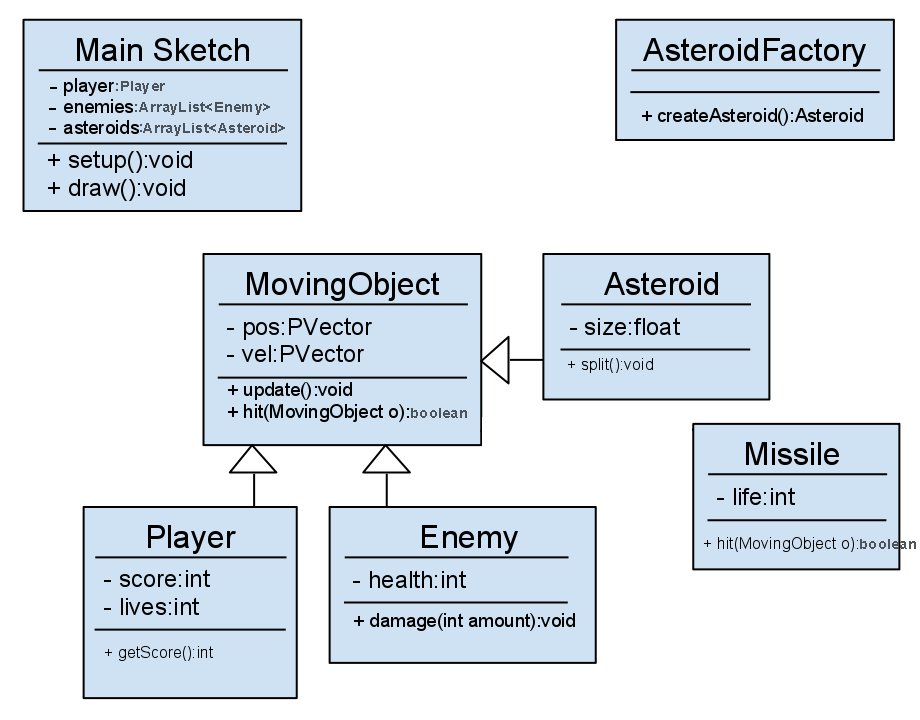 Main Sketch
- player:Player
- enemies:ArrayList<Enemy>
- asteroids:ArrayList<Asteroid>
+ setup():void
+ draw():void
AsteroidFactory
+ createAsteroid():Asteroid
MovingObject
- pos:PVector
- vel:PVector
+ update():void
+ hit(MovingObject o):boolean
Asteroid
- size:float
+ split():void
Missile
- life:int
+ hit(MovingObject o):boolean
Player
- score:int
- lives:int
+ getScore():int
Enemy
- health:int
+ damage(int amount):void